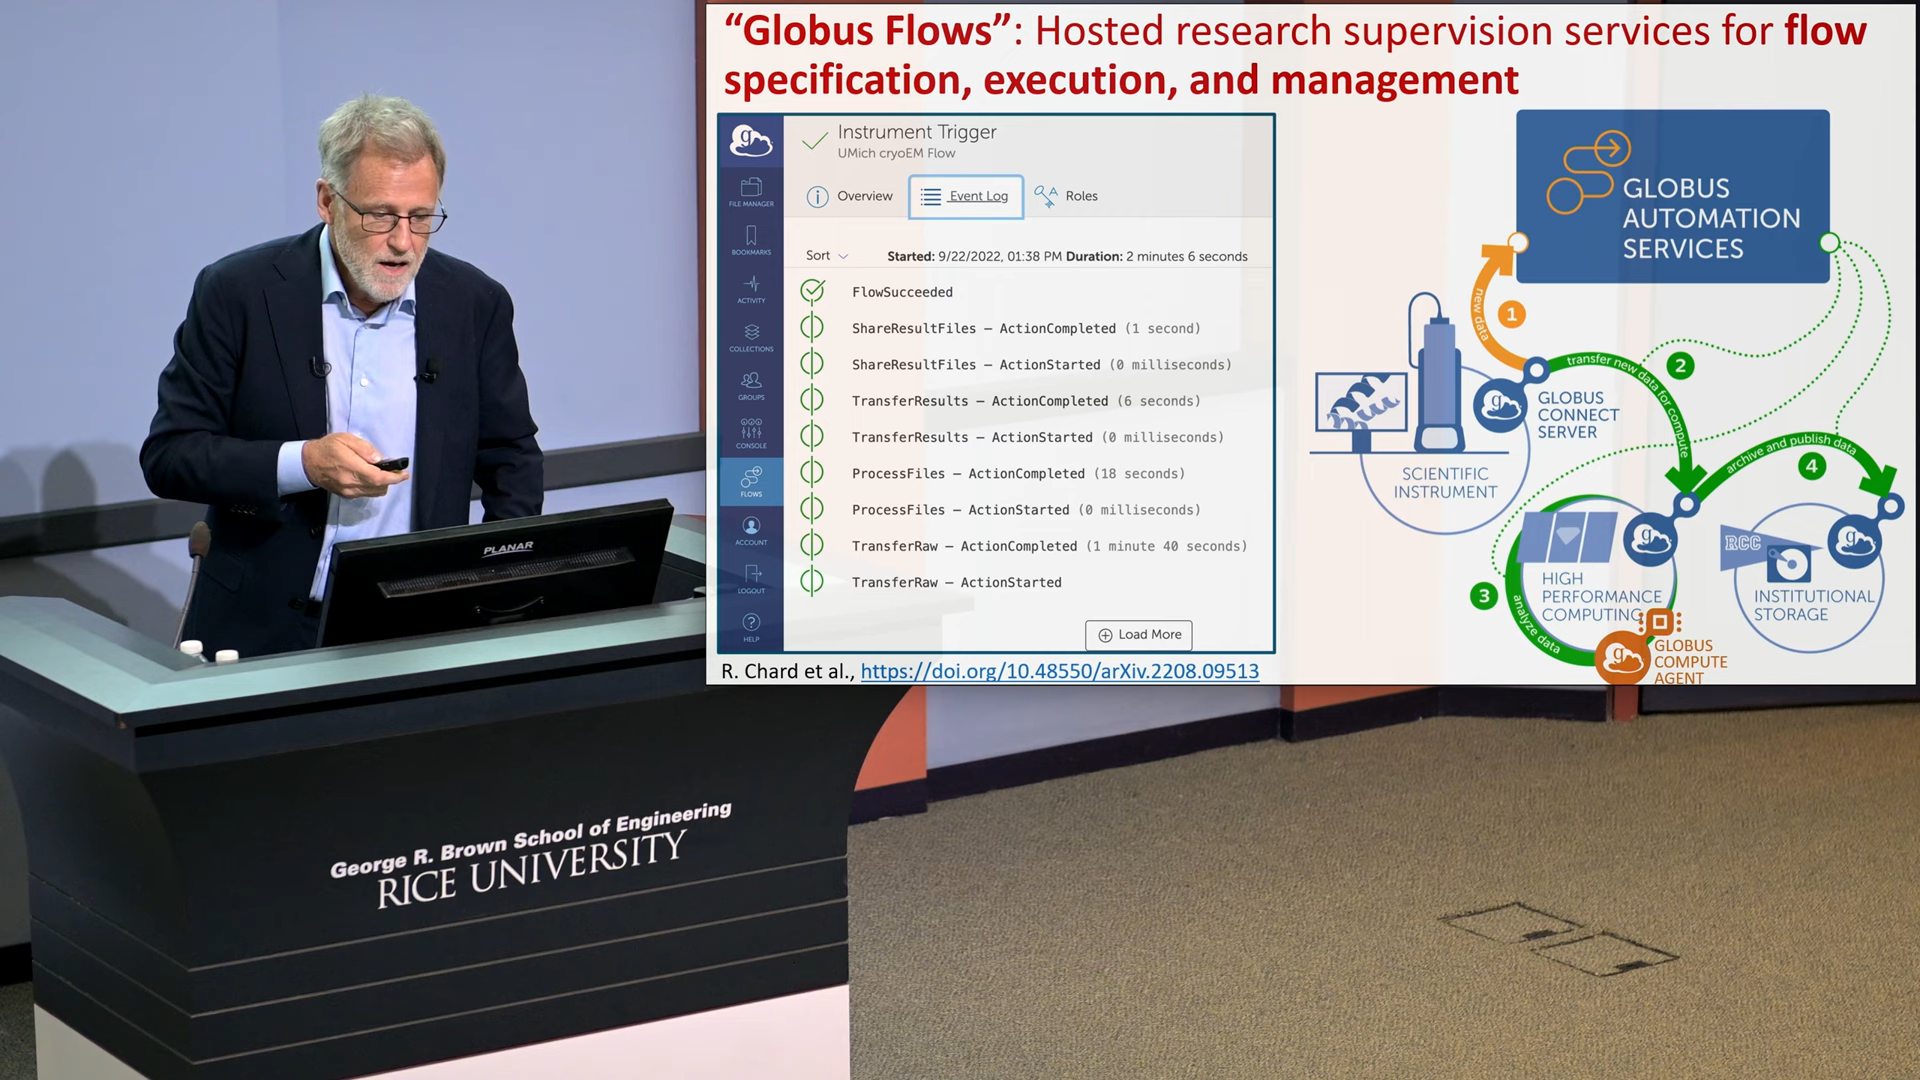 “Globus Flows”: Hosted research supervision services for flow
specification, execution, and management
Instrument Trigger
UMich cryoEM Flow
Overview
Event Log
Roles
Sort
Started: 9/22/2022, 01:38 PM Duration: 2 minutes 6 seconds
FlowSucceeded
ShareResultFiles – ActionCompleted (1 second)
ShareResultFiles – ActionStarted (0 milliseconds)
TransferResults – ActionCompleted (6 seconds)
TransferResults – ActionStarted (0 milliseconds)
ProcessFiles – ActionCompleted (18 seconds)
ProcessFiles – ActionStarted (0 milliseconds)
TransferRaw – ActionCompleted (1 minute 40 seconds)
TransferRaw – ActionStarted
Load More
g
FILE MANAGER
BOOKMARKS
ACTIVITY
COLLECTIONS
GROUPS
CONSOLE
FLOWS
ACCOUNT
LOGOUT
HELP
R. Chard et al., https://doi.org/10.48550/arXiv.2208.09513
GLOBUS
AUTOMATION
SERVICES
new data
1
transfer new data for compute
2
g
GLOBUS
CONNECT
SERVER
SCIENTIFIC
INSTRUMENT
archive and publish data
4
g
HIGH
PERFORMANCE
COMPUTING
3
analyze data
g
GLOBUS
COMPUTE
AGENT
RCC
g
INSTITUTIONAL
STORAGE
PLANAR
George R. Brown School of Engineering
RICE UNIVERSITY